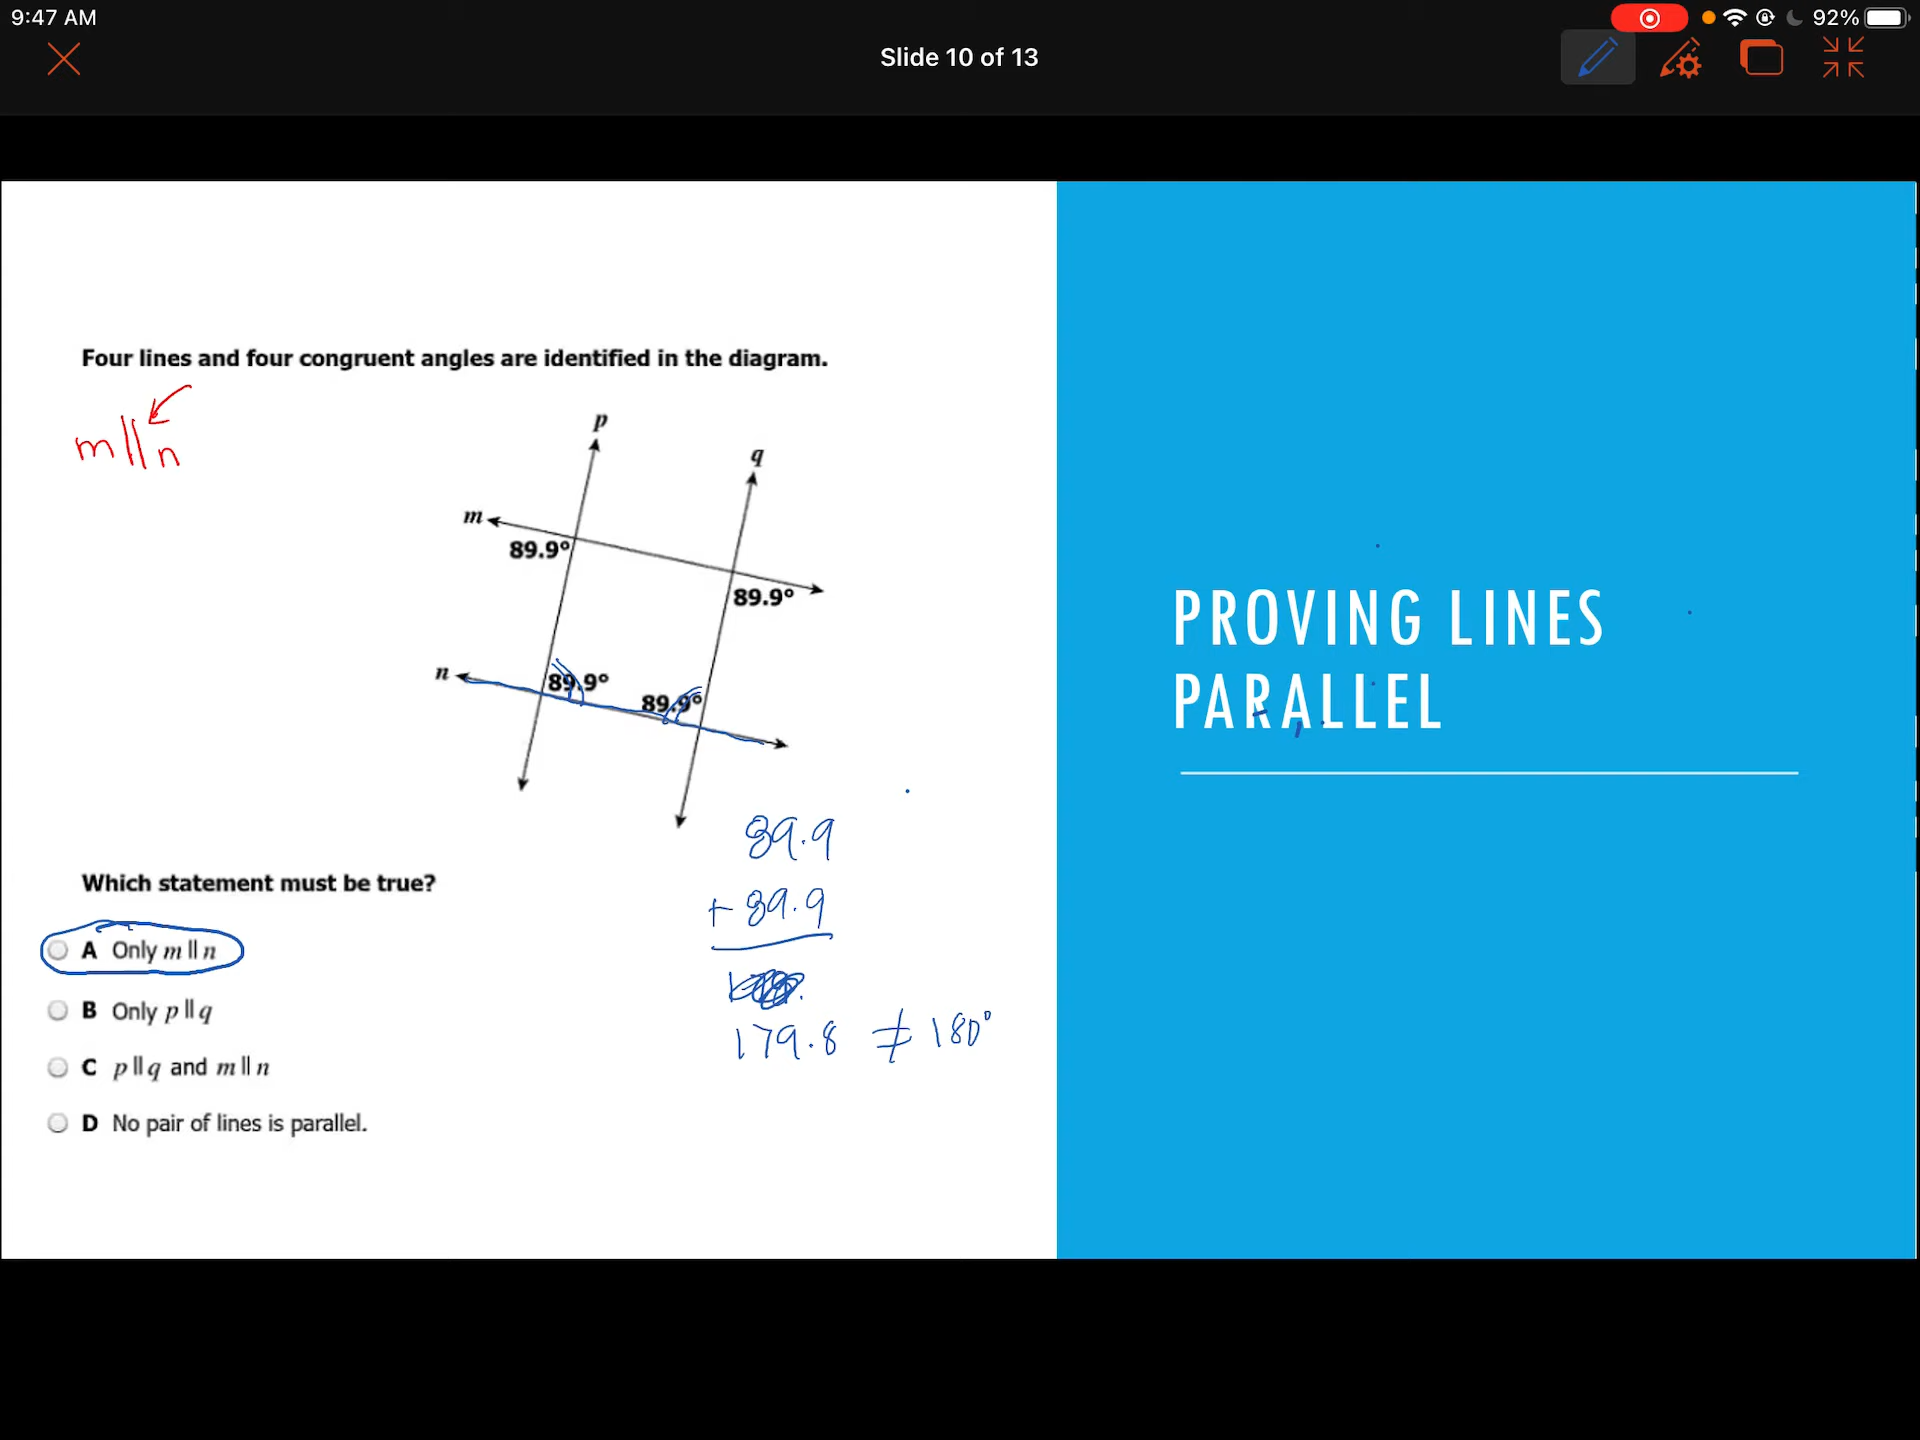 9:47 AM
92%
Slide 10 of 13
Four lines and four congruent angles are identified in the diagram.
m || n
p
q
m
89.9°
89.9°
n
89.9°
89.9°
89.9
+ 89.9
179.8 ≠ 180°
Which statement must be true?
A Only m || n
B Only p || q
C p || q and m || n
D No pair of lines is parallel.
PROVING LINES
PARALLEL